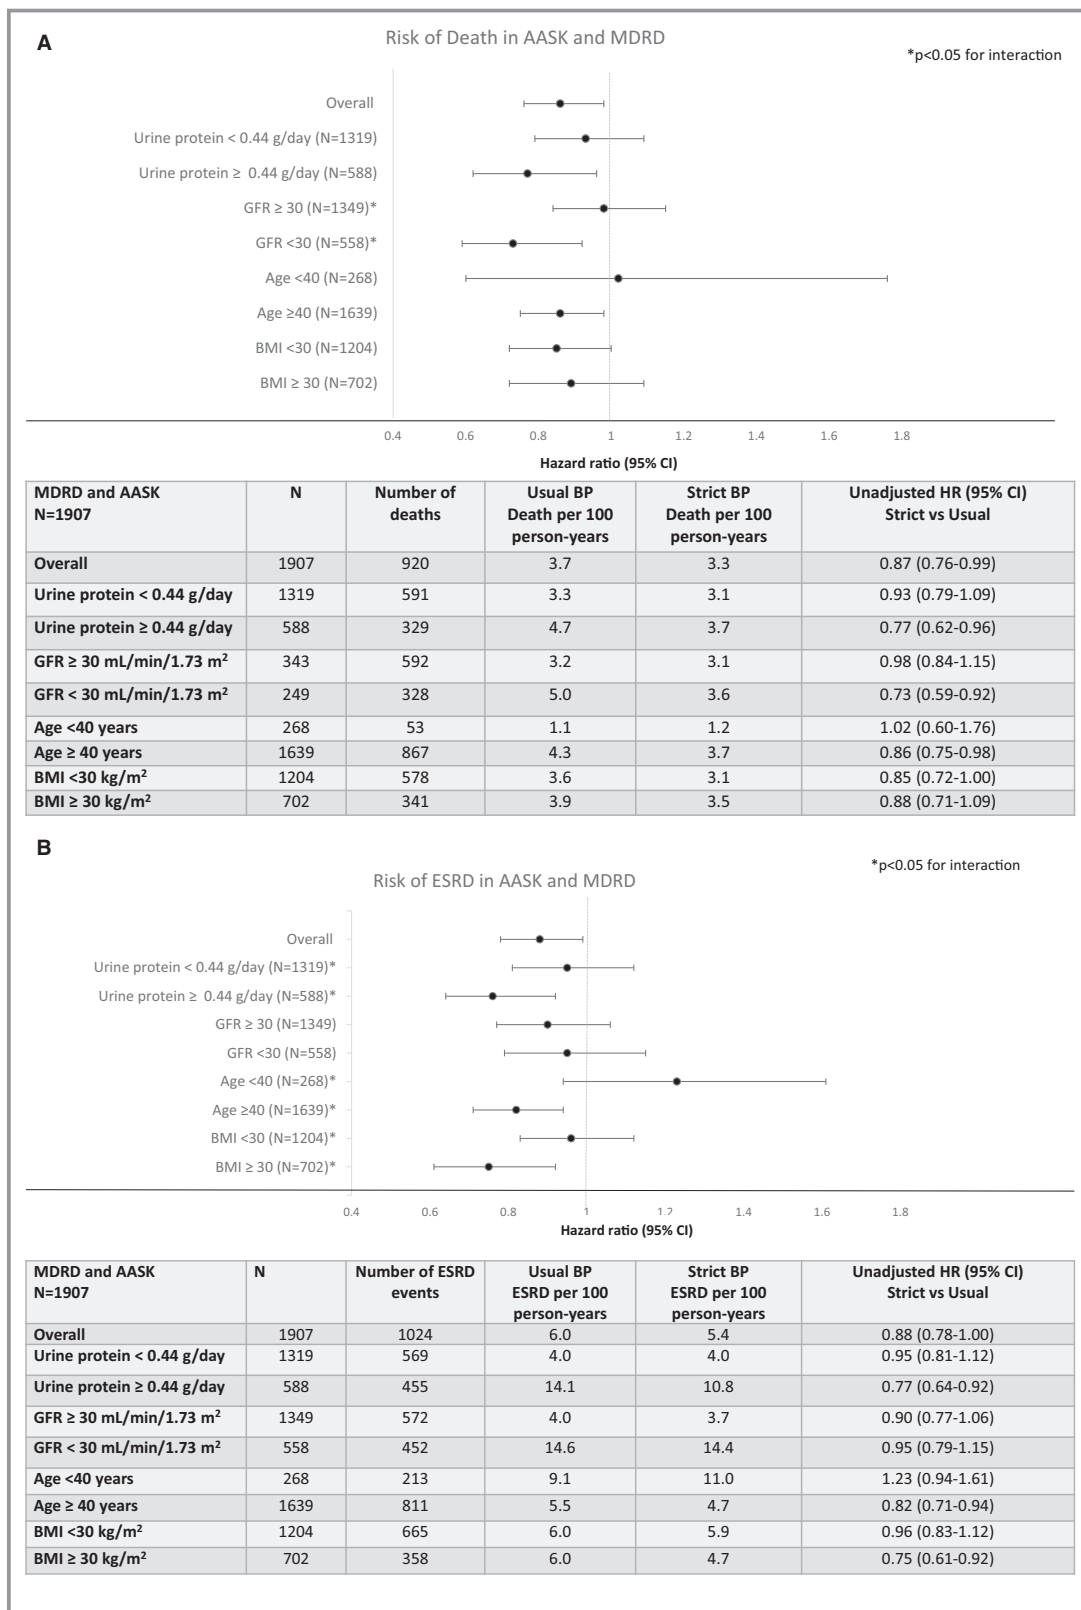 A
Risk of Death in AASK and MDRD
*p<0.05 for interaction
Overall
Urine protein < 0.44 g/day (N=1319)
Urine protein ≥ 0.44 g/day (N=588)
GFR ≥ 30 (N=1349)*
GFR <30 (N=558)*
Age <40 (N=268)
Age ≥40 (N=1639)
BMI <30 (N=1204)
BMI ≥ 30 (N=702)
0.4 0.6 0.8 1 1.2 1.4 1.6 1.8
Hazard ratio (95% CI)
MDRD and AASK N Number of Usual BP Strict BP Unadjusted HR (95% CI)
N=1907 deaths Death per 100 Death per 100 Strict vs Usual
person-years person-years
Overall 1907 920 3.7 3.3 0.87 (0.76-0.99)
Urine protein < 0.44 g/day 1319 591 3.3 3.1 0.93 (0.79-1.09)
Urine protein ≥ 0.44 g/day 588 329 4.7 3.7 0.77 (0.62-0.96)
GFR ≥ 30 mL/min/1.73 m² 343 592 3.2 3.1 0.98 (0.84-1.15)
GFR < 30 mL/min/1.73 m² 249 328 5.0 3.6 0.73 (0.59-0.92)
Age <40 years 268 53 1.1 1.2 1.02 (0.60-1.76)
Age ≥ 40 years 1639 867 4.3 3.7 0.86 (0.75-0.98)
BMI <30 kg/m² 1204 578 3.6 3.1 0.85 (0.72-1.00)
BMI ≥ 30 kg/m² 702 341 3.9 3.5 0.88 (0.71-1.09)
B
*p<0.05 for interaction
Risk of ESRD in AASK and MDRD
Overall
Urine protein < 0.44 g/day (N=1319)*
Urine protein ≥ 0.44 g/day (N=588)*
GFR ≥ 30 (N=1349)
GFR <30 (N=558)
Age <40 (N=268)*
Age ≥40 (N=1639)*
BMI <30 (N=1204)*
BMI ≥ 30 (N=702)*
0.4 0.6 0.8 1 1.2 1.4 1.6 1.8
Hazard ratio (95% CI)
MDRD and AASK N Number of ESRD Usual BP Strict BP Unadjusted HR (95% CI)
N=1907 events ESRD per 100 ESRD per 100 Strict vs Usual
person-years person-years
Overall 1907 1024 6.0 5.4 0.88 (0.78-1.00)
Urine protein < 0.44 g/day 1319 569 4.0 4.0 0.95 (0.81-1.12)
Urine protein ≥ 0.44 g/day 588 455 14.1 10.8 0.77 (0.64-0.92)
GFR ≥ 30 mL/min/1.73 m² 1349 572 4.0 3.7 0.90 (0.77-1.06)
GFR < 30 mL/min/1.73 m² 558 452 14.6 14.4 0.95 (0.79-1.15)
Age <40 years 268 213 9.1 11.0 1.23 (0.94-1.61)
Age ≥ 40 years 1639 811 5.5 4.7 0.82 (0.71-0.94)
BMI <30 kg/m² 1204 665 6.0 5.9 0.96 (0.83-1.12)
BMI ≥ 30 kg/m² 702 358 6.0 4.7 0.75 (0.61-0.92)